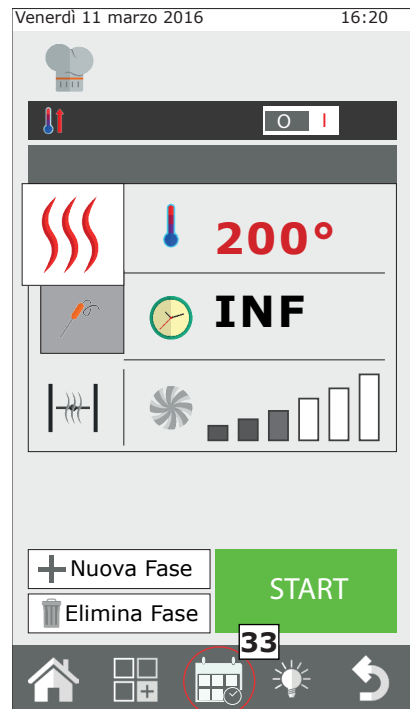 Venerdì 11 marzo 2016 16:20
O I
200°
INF
Nuova Fase
START
Elimina Fase
33